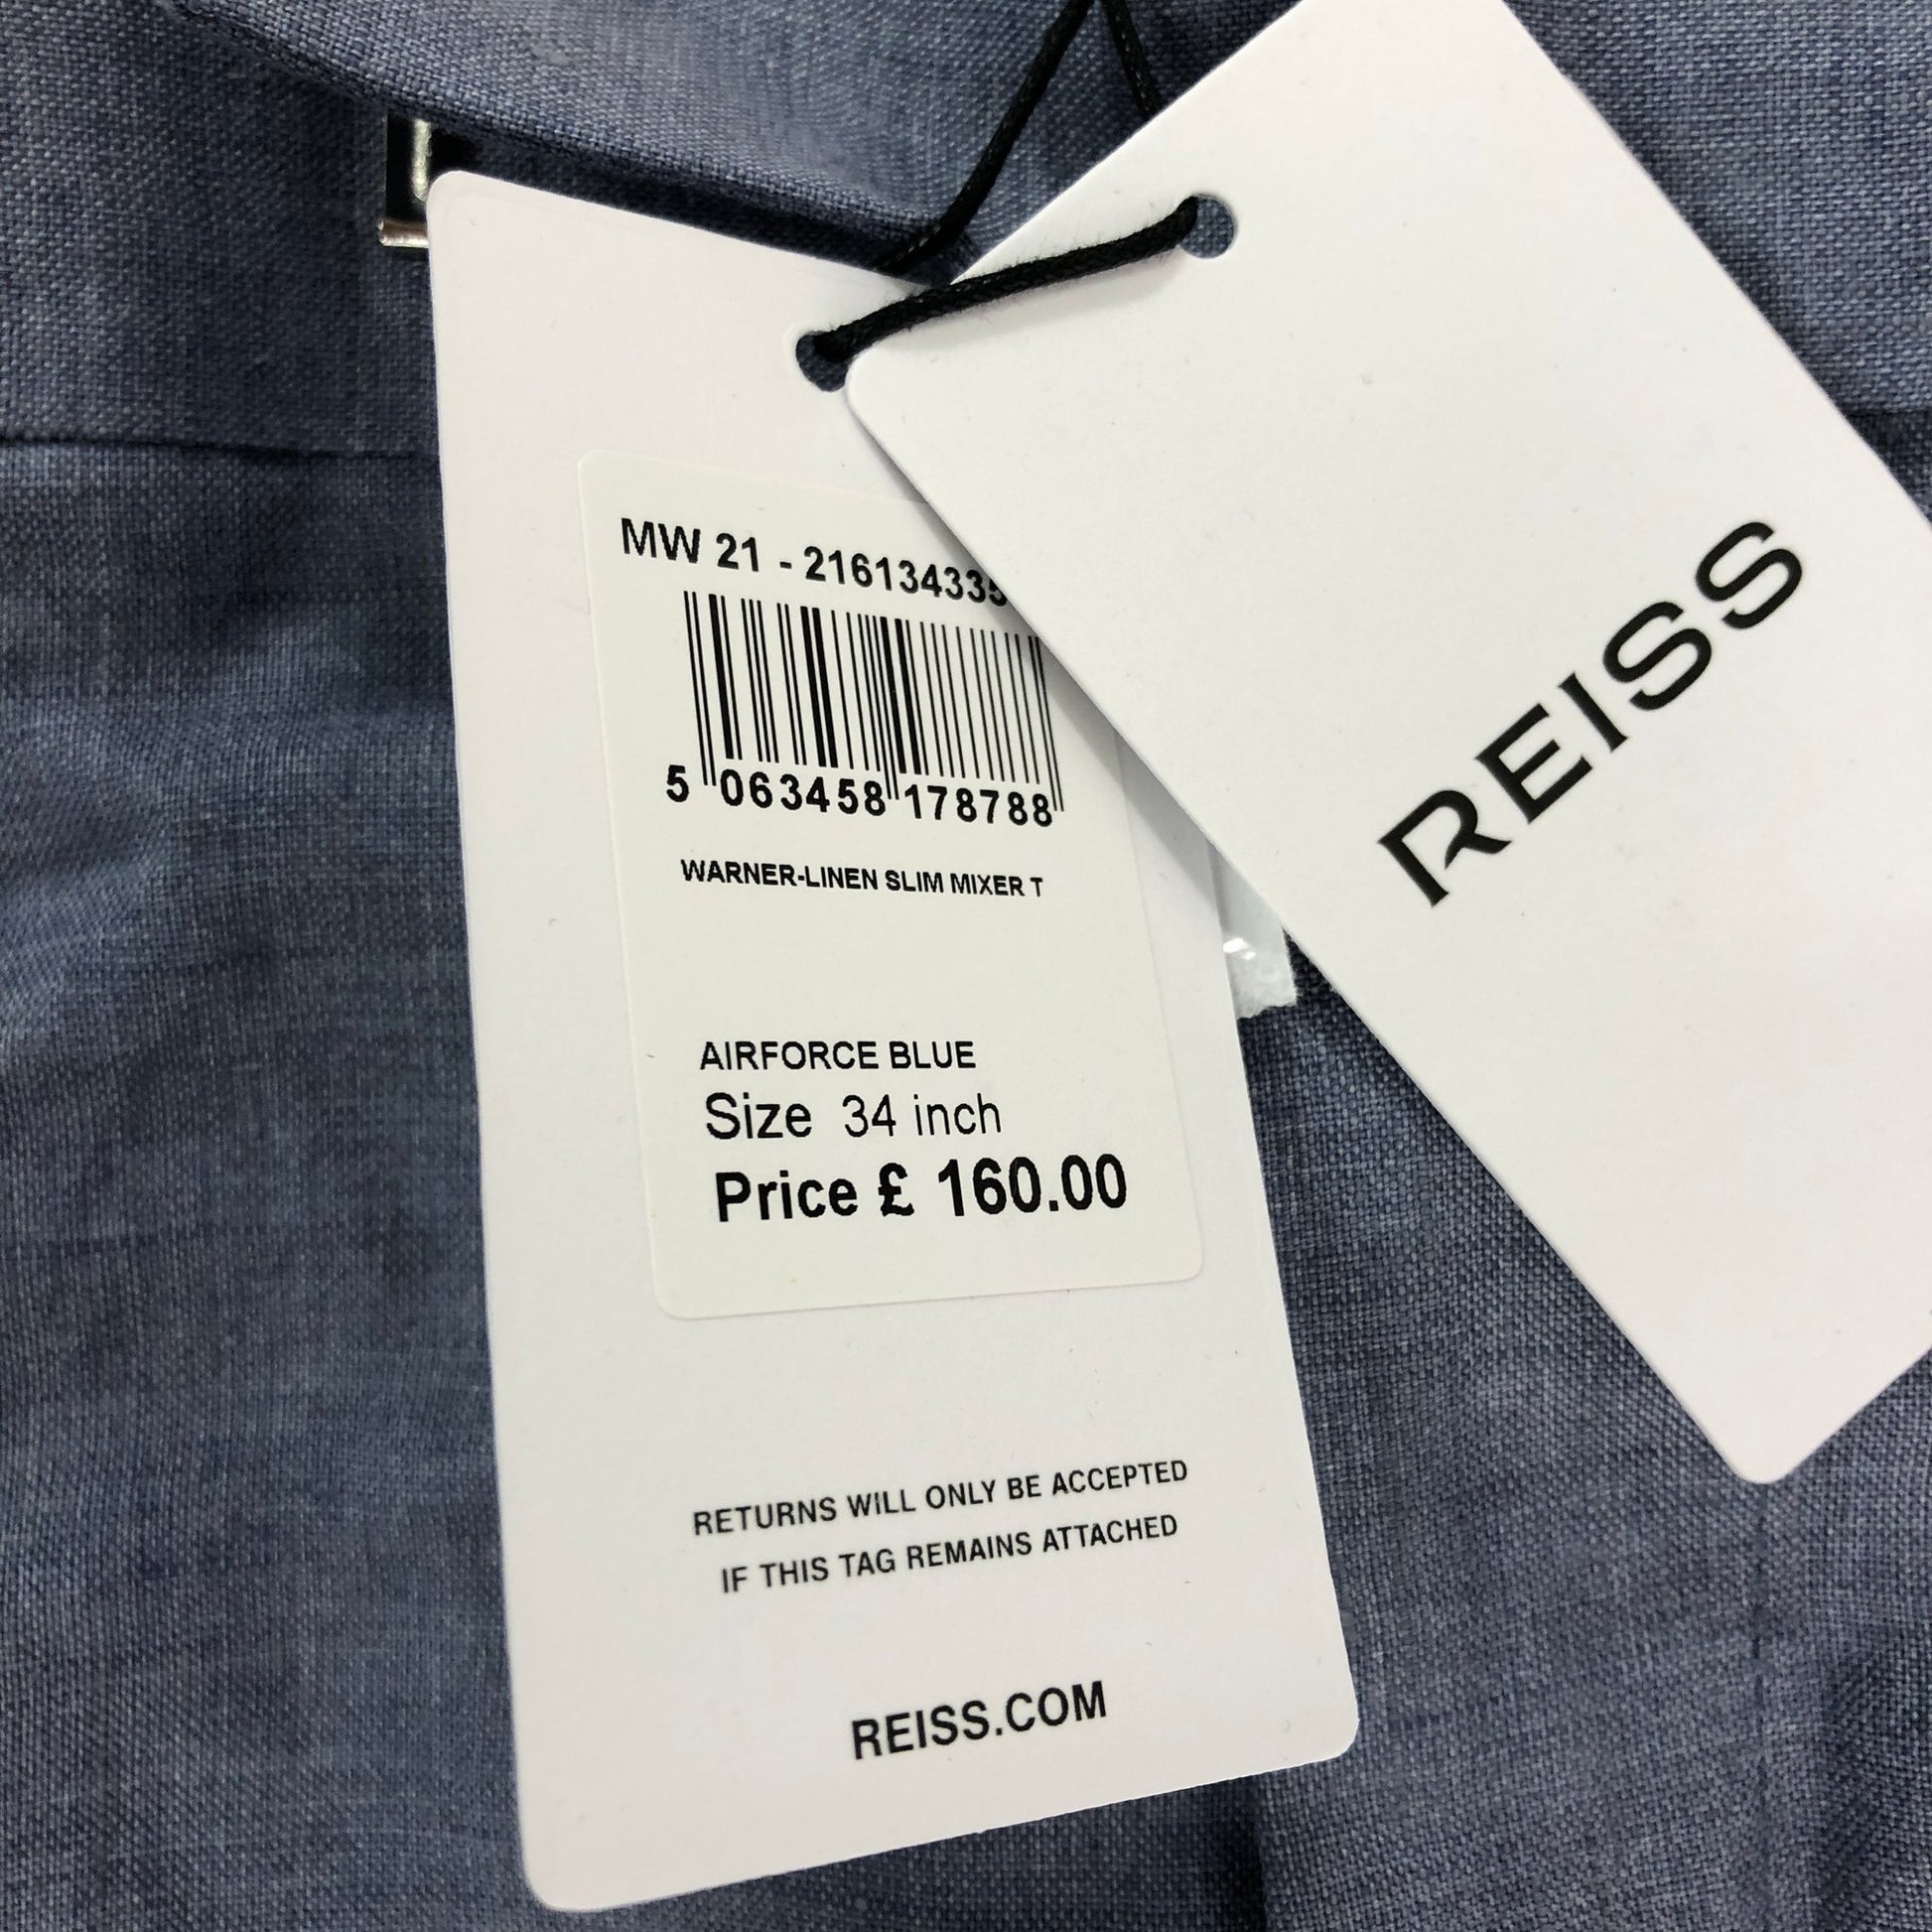 MW 21 - 216134335
5 063458 178788
WARNER-LINEN SLIM MIXER T
AIRFORCE BLUE
Size 34 inch
Price £ 160.00
RETURNS WILL ONLY BE ACCEPTED
IF THIS TAG REMAINS ATTACHED
REISS.COM
REISS